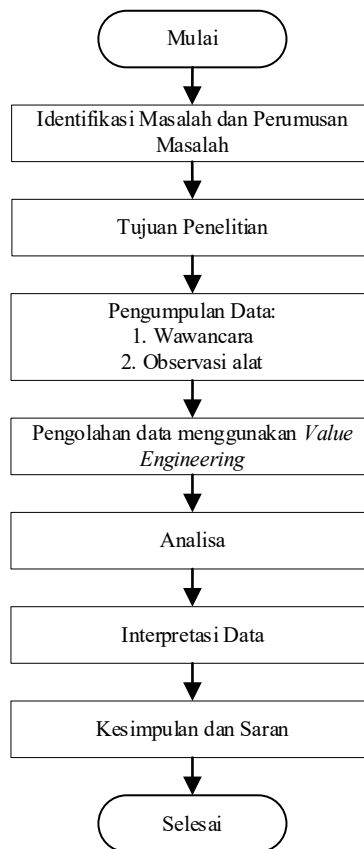 Mulai
Identifikasi Masalah dan Perumusan
Masalah
Tujuan Penelitian
Pengumpulan Data:
1. Wawancara
2. Observasi alat
Pengolahan data menggunakan Value
Engineering
Analisa
Interpretasi Data
Kesimpulan dan Saran
Selesai